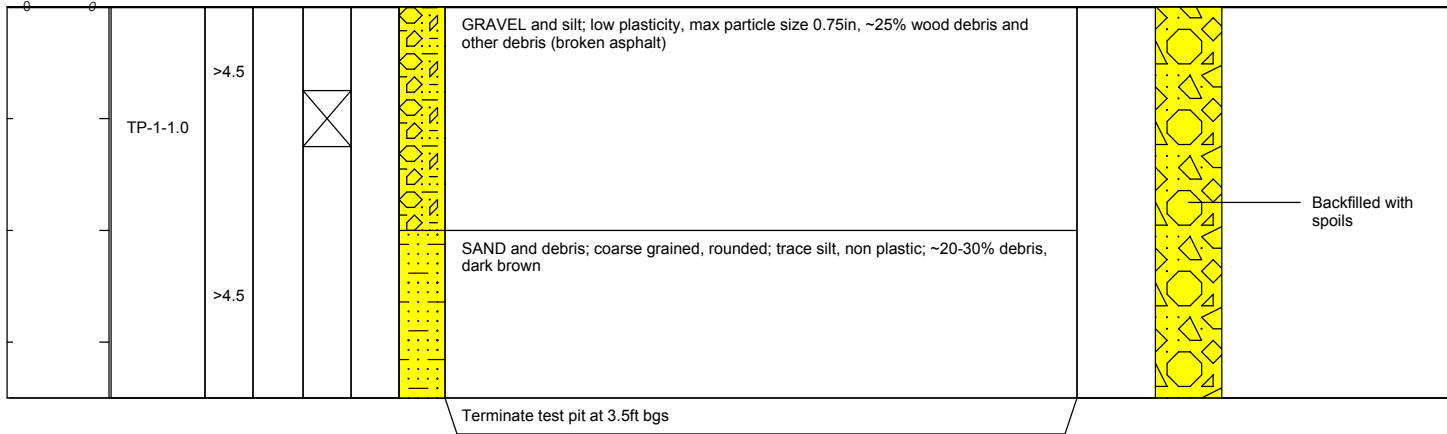 0 0
GRAVEL and silt; low plasticity, max particle size 0.75in, ~25% wood debris and
other debris (broken asphalt)
>4.5
TP-1-1.0
Backfilled with
spoils
SAND and debris; coarse grained, rounded; trace silt, non plastic; ~20-30% debris,
dark brown
>4.5
Terminate test pit at 3.5ft bgs